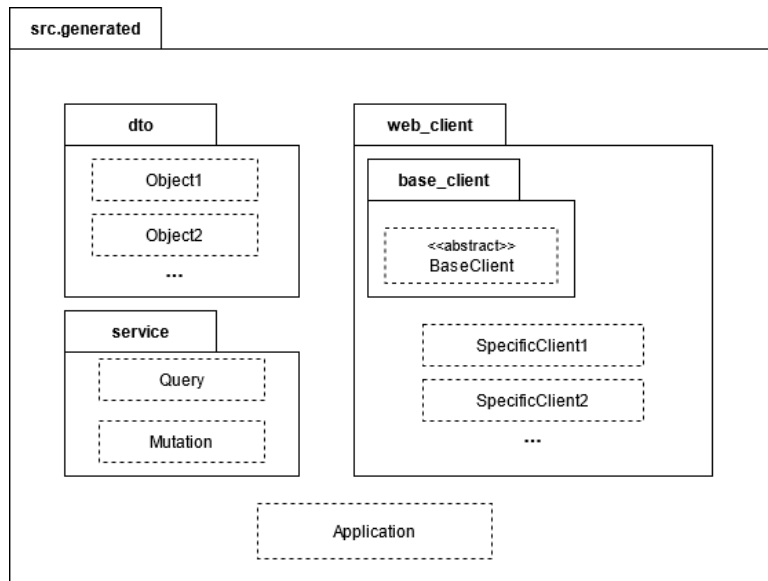 src.generated
dto
Object1
Object2
...
service
Query
Mutation
web_client
base_client
<<abstract>>
BaseClient
SpecificClient1
SpecificClient2
...
Application